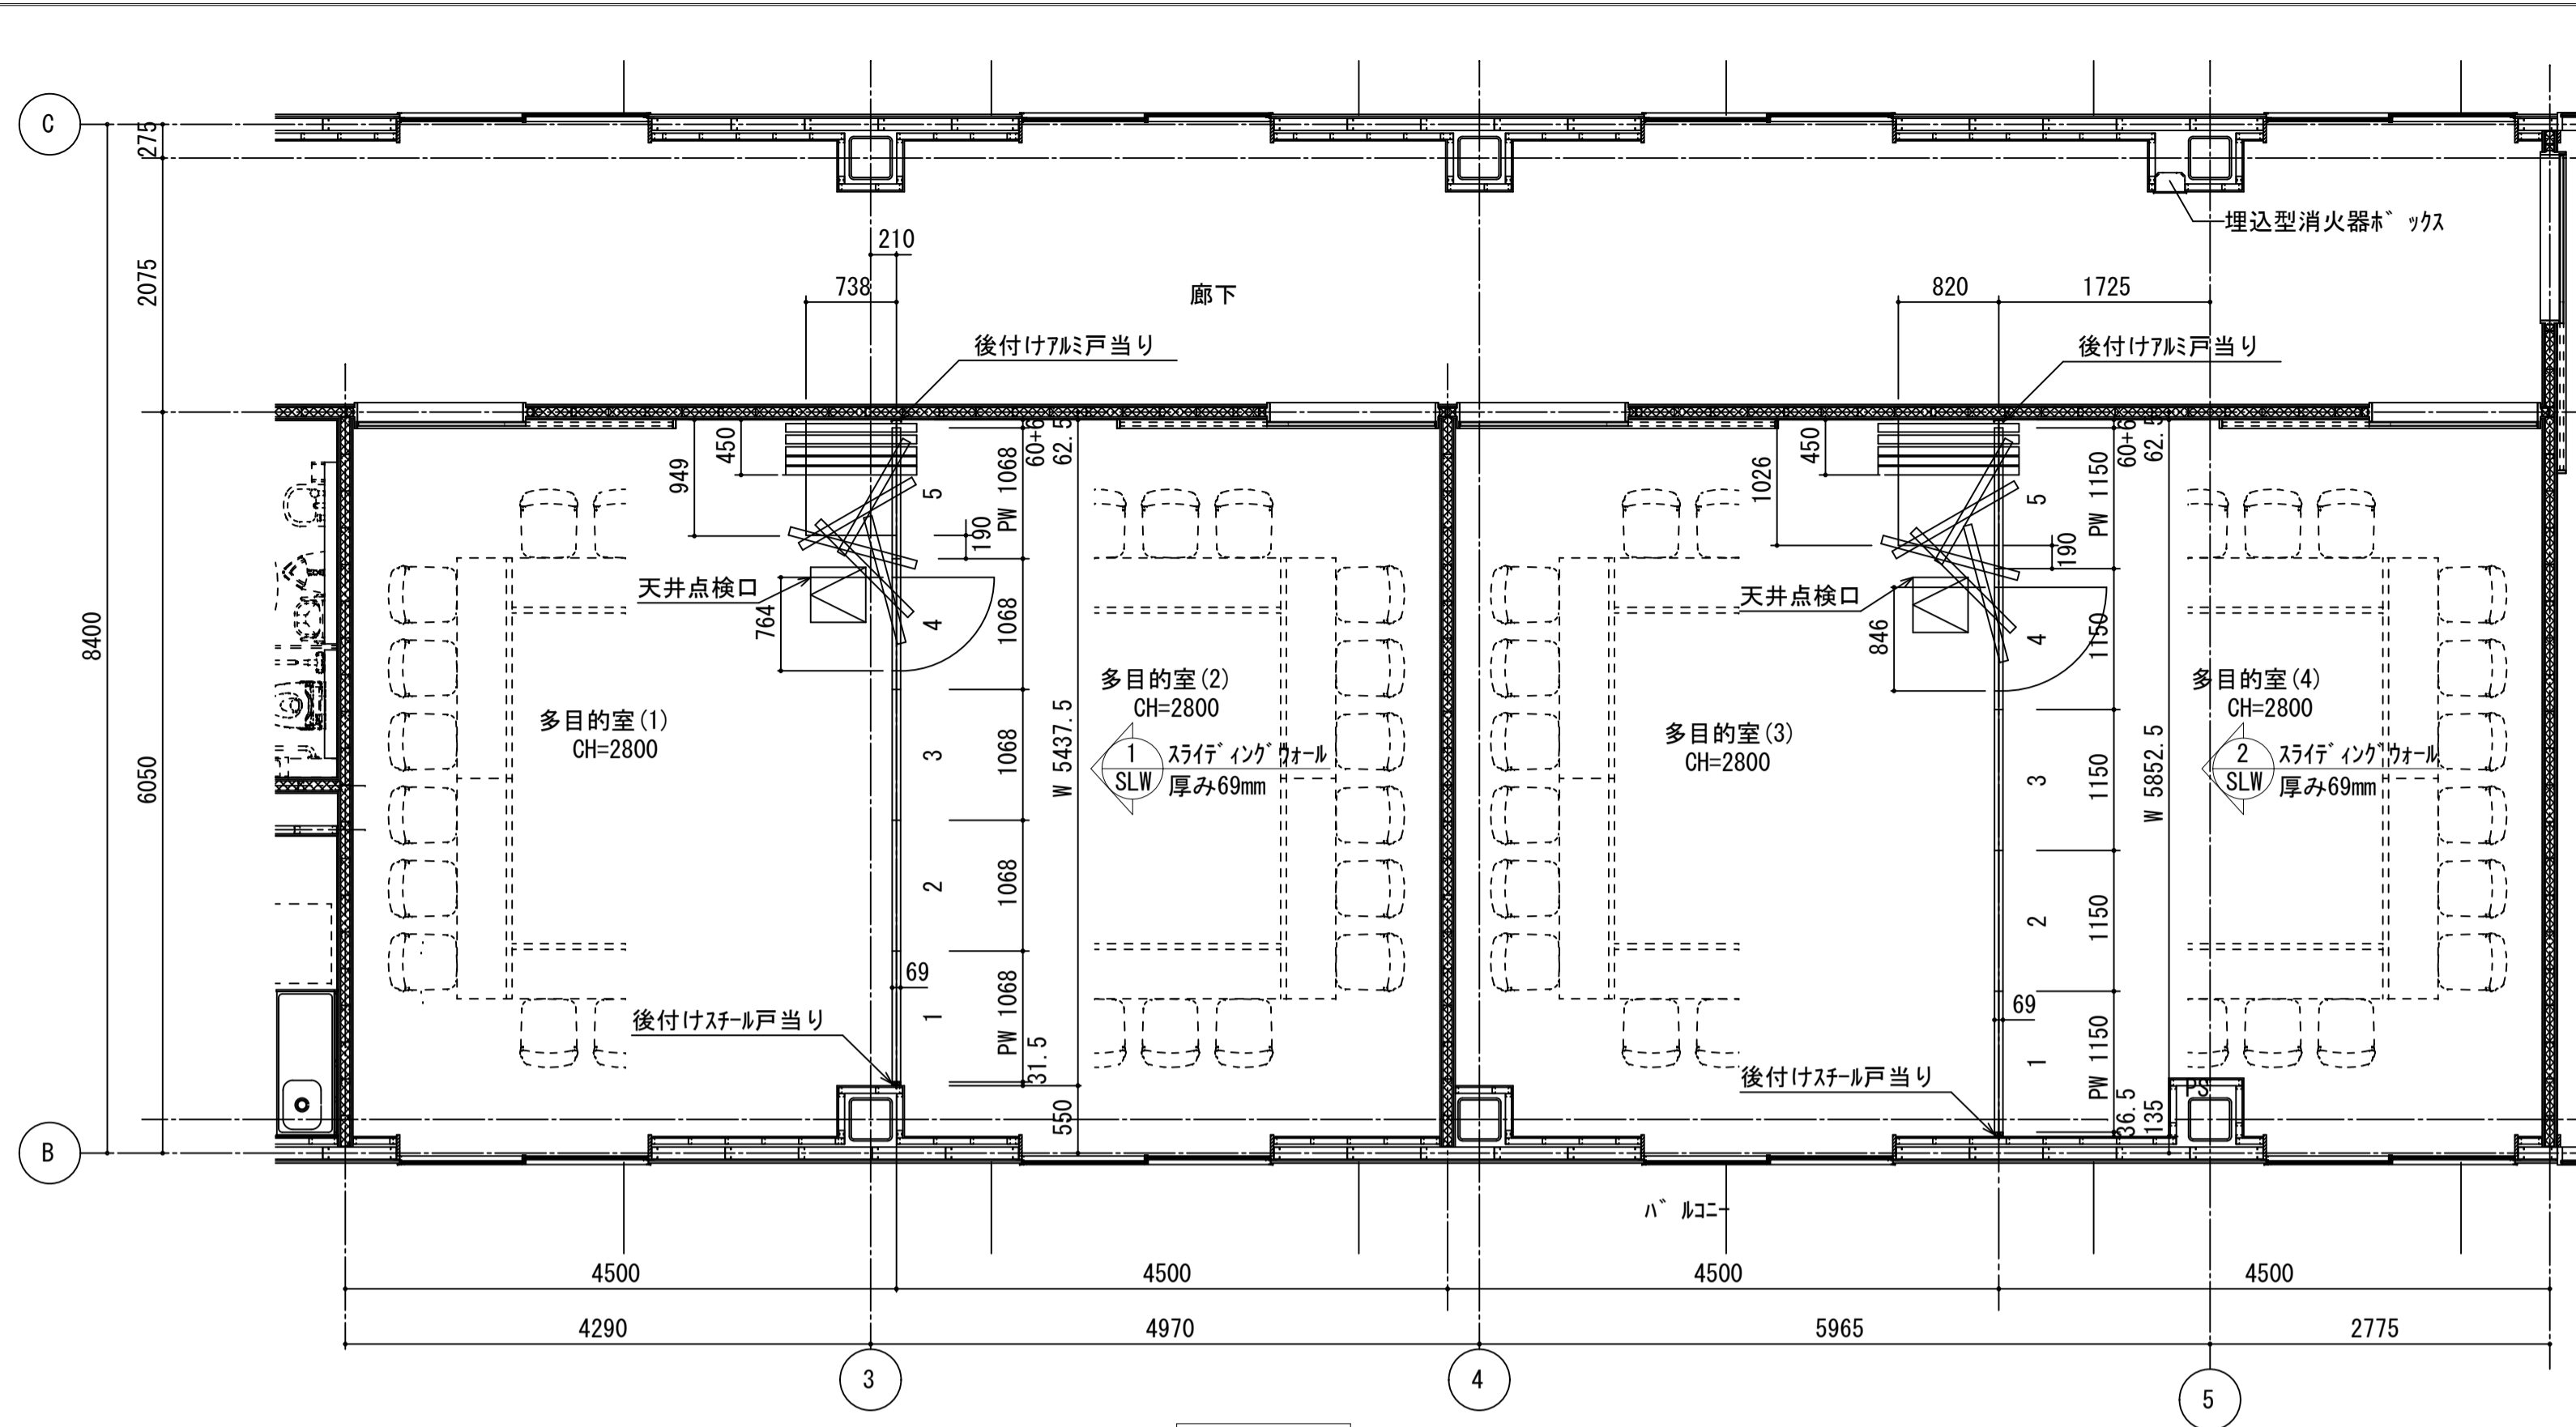 C
275
2075
8400
6050
B
埋込型消火器ﾎﾞｯｸｽ
210
738
廊下
820
1725
後付けｱﾙﾐ戸当り
後付けｱﾙﾐ戸当り
949
450
5
PW 1068
60+6
62.5
190
天井点検口
764
4
1068
多目的室(1)
CH=2800
3
1068
W 5437.5
多目的室(2)
CH=2800
1
SLW
ｽﾗｲﾃﾞｨﾝｸﾞｳｫｰﾙ
厚み69mm
2
1068
69
1
PW 1068
31.5
550
後付けｽﾁｰﾙ戸当り
1026
450
5
PW 1150
60+6
62.5
190
天井点検口
846
4
1150
多目的室(3)
CH=2800
3
1150
W 5852.5
多目的室(4)
CH=2800
2
SLW
ｽﾗｲﾃﾞｨﾝｸﾞｳｫｰﾙ
厚み69mm
2
1150
69
1
PW 1150
36.5
135
PS
後付けｽﾁｰﾙ戸当り
ﾊﾞﾙｺﾆｰ
4500
4500
4500
4500
4290
4970
5965
2775
3
4
5